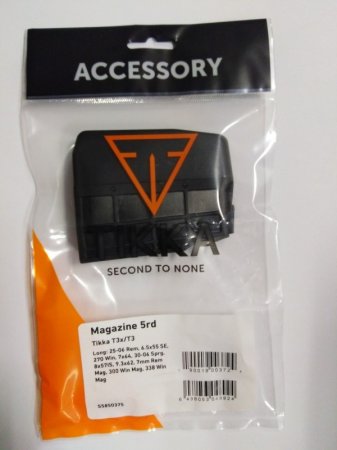 ACCESSORY
TIKKA
SECOND TO NONE
Magazine 5rd
Tikka T3x/T3
Long: 25-06 Rem, 6.5x55 SE,
270 Win, 7x64, 30-06 Sprg,
8x57IS, 9.3x62, 7mm Rem
Mag, 300 Win Mag, 338 Win
Mag
S5850375